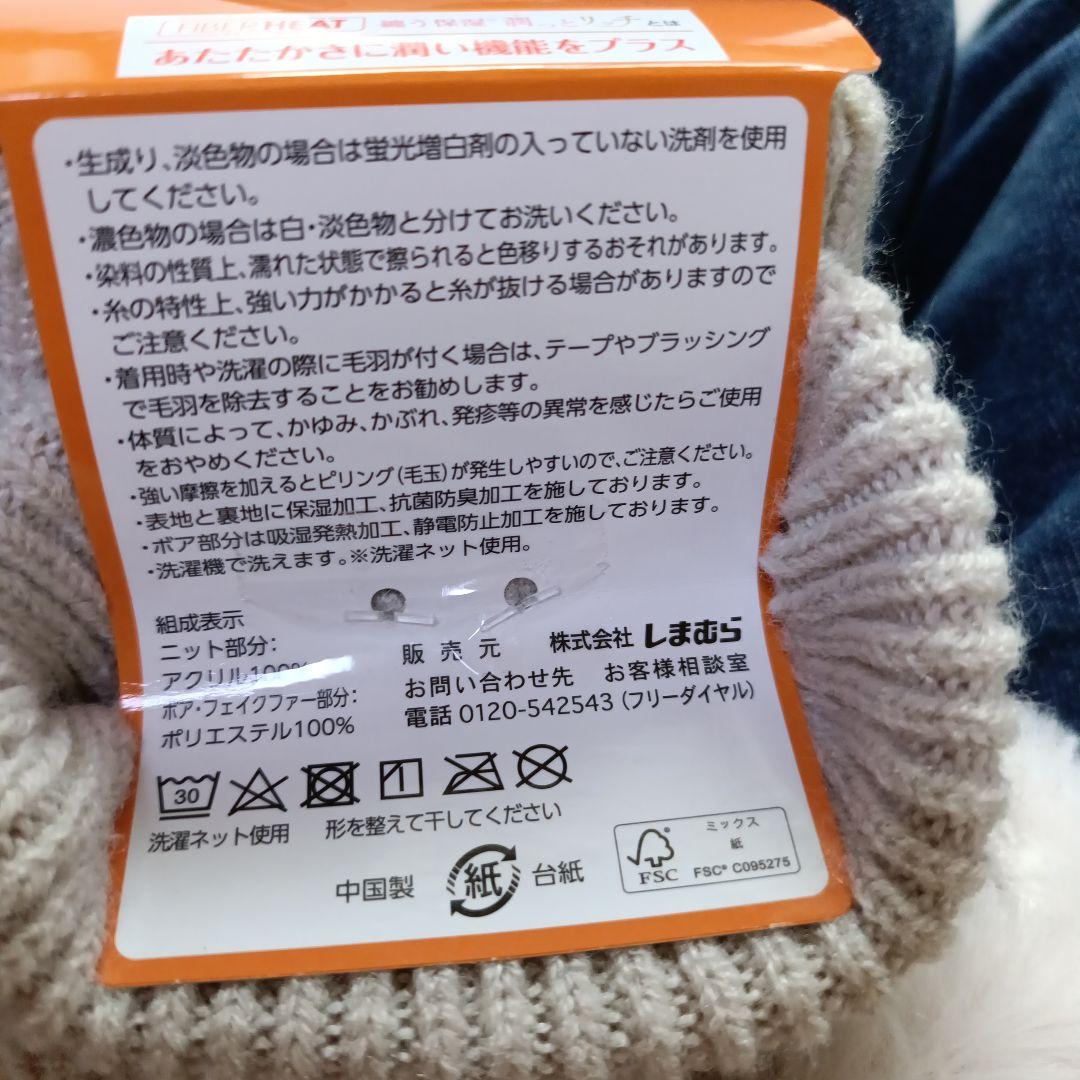 FIBER HEAT 纏う保湿 潤っとリッチとは
あたたかさに潤い機能をプラス
・生成り、淡色物の場合は蛍光増白剤の入っていない洗剤を使用
してください。
・濃色物の場合は白・淡色物と分けてお洗いください。
・染料の性質上、濡れた状態で擦られると色移りするおそれがあります。
・糸の特性上、強い力がかかると糸が抜ける場合がありますので
ご注意ください。
・着用時や洗濯の際に毛羽が付く場合は、テープやブラッシング
で毛羽を除去することをお勧めします。
・体質によって、かゆみ、かぶれ、発疹等の異常を感じたらご使用
をおやめください。
・強い摩擦を加えるとピリング(毛玉)が発生しやすいので、ご注意ください。
・表地と裏地に保湿加工、抗菌防臭加工を施しております。
・ボア部分は吸湿発熱加工、静電防止加工を施しております。
・洗濯機で洗えます。※洗濯ネット使用。
組成表示
ニット部分:
アクリル100%
ボア・フェイクファー部分:
ポリエステル100%
販売元 株式会社 しまむら
お問い合わせ先 お客様相談室
電話 0120-542543 (フリーダイヤル)
30
洗濯ネット使用 形を整えて干してください
中国製 紙 台紙
FSC
ミックス
紙
FSC® C095275